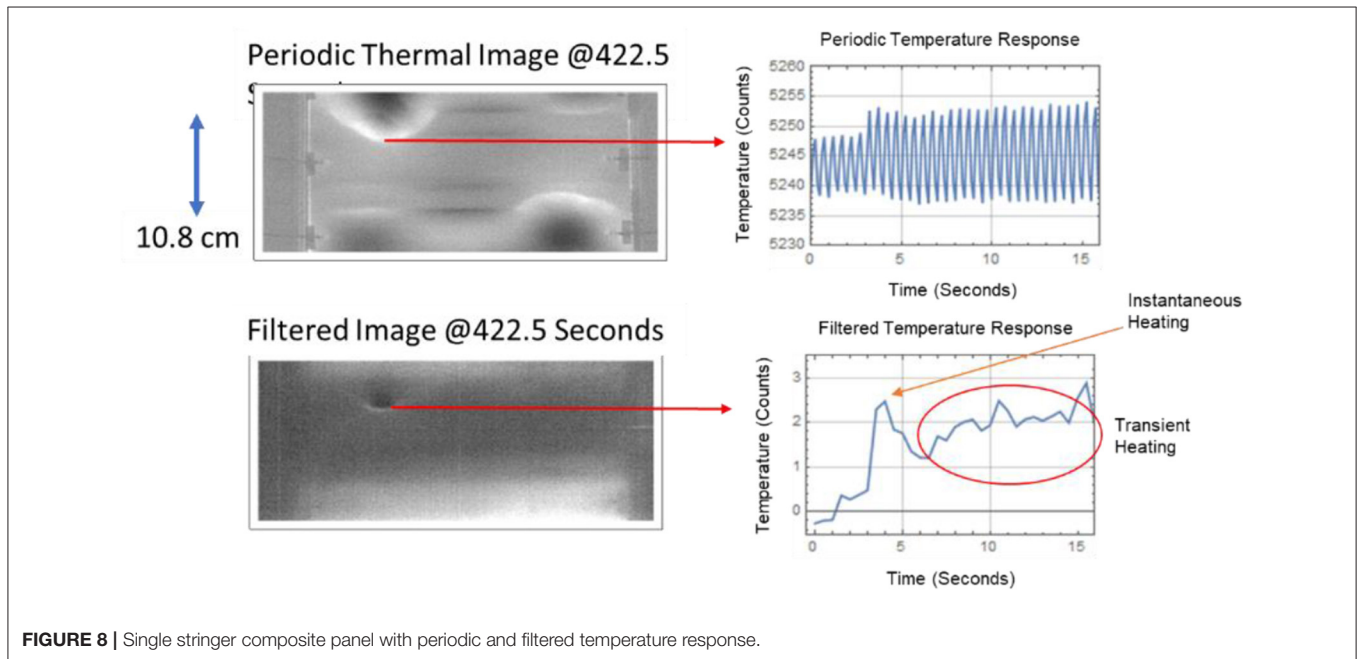 Periodic Thermal Image @422.5
10.8 cm
Periodic Temperature Response
Temperature (Counts)
5260
5255
5250
5245
5240
5235
5230
0
5
10
15
Time (Seconds)
Filtered Image @422.5 Seconds
Filtered Temperature Response
Temperature (Counts)
3
2
1
0
0
5
10
15
Time (Seconds)
Instantaneous
Heating
Transient
Heating
FIGURE 8 | Single stringer composite panel with periodic and filtered temperature response.